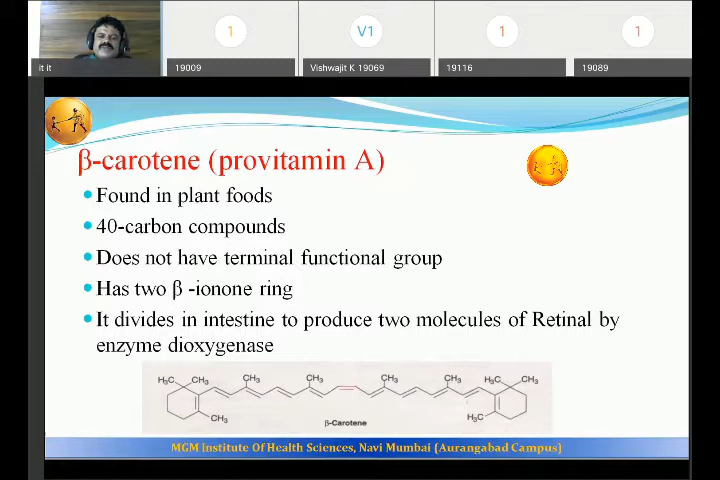 it it
1
19009
V1
Vishwajit K 19069
1
19116
1
19089
β-carotene (provitamin A)
Found in plant foods
40-carbon compounds
Does not have terminal functional group
Has two β -ionone ring
It divides in intestine to produce two molecules of Retinal by
enzyme dioxygenase
H₃C CH₃ CH₃ CH₃ CH₃ CH₃ H₃C CH₃
CH₃ H₃C
β-Carotene
MGM Institute Of Health Sciences, Navi Mumbai (Aurangabad Campus)